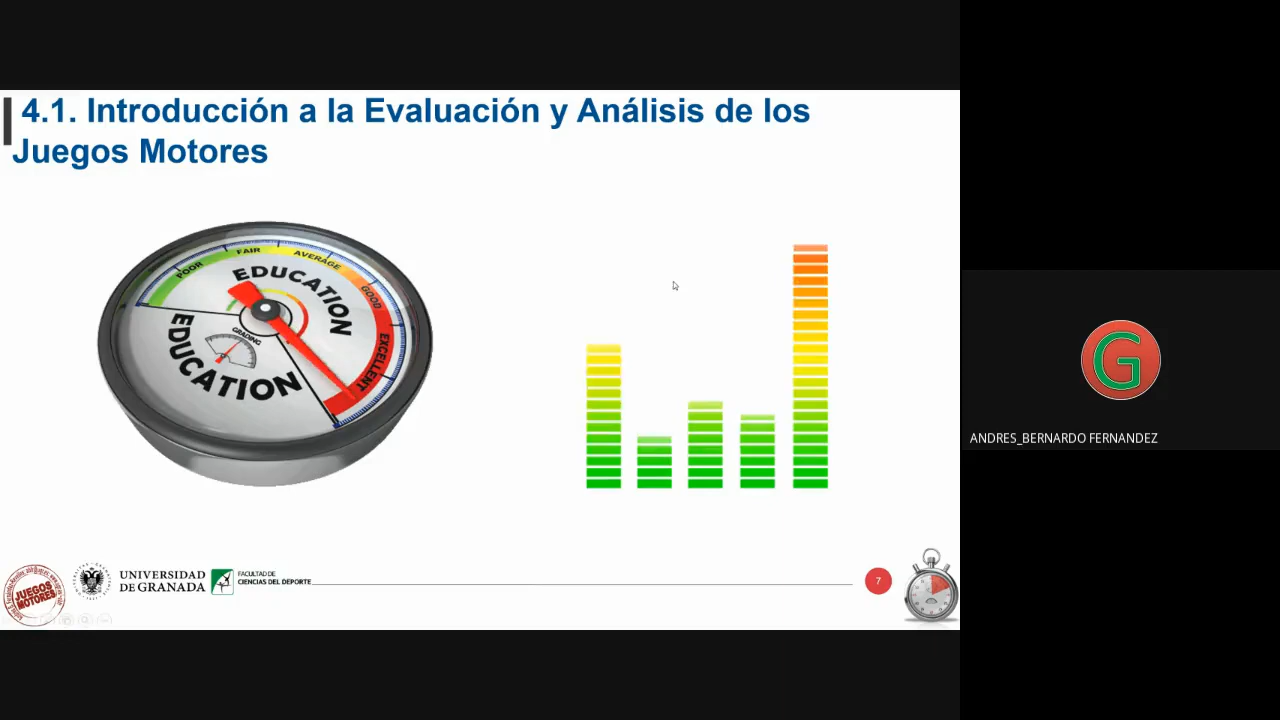 4.1. Introducción a la Evaluación y Análisis de los
Juegos Motores
POOR
FAIR
AVERAGE
GOOD
EXCELLENT
EDUCATION
GRADING
EDUCATION
G
ANDRES_BERNARDO FERNANDEZ
JUEGOS
MOTORES
UNIVERSIDAD
DE GRANADA
FACULTAD DE
CIENCIAS DEL DEPORTE
7